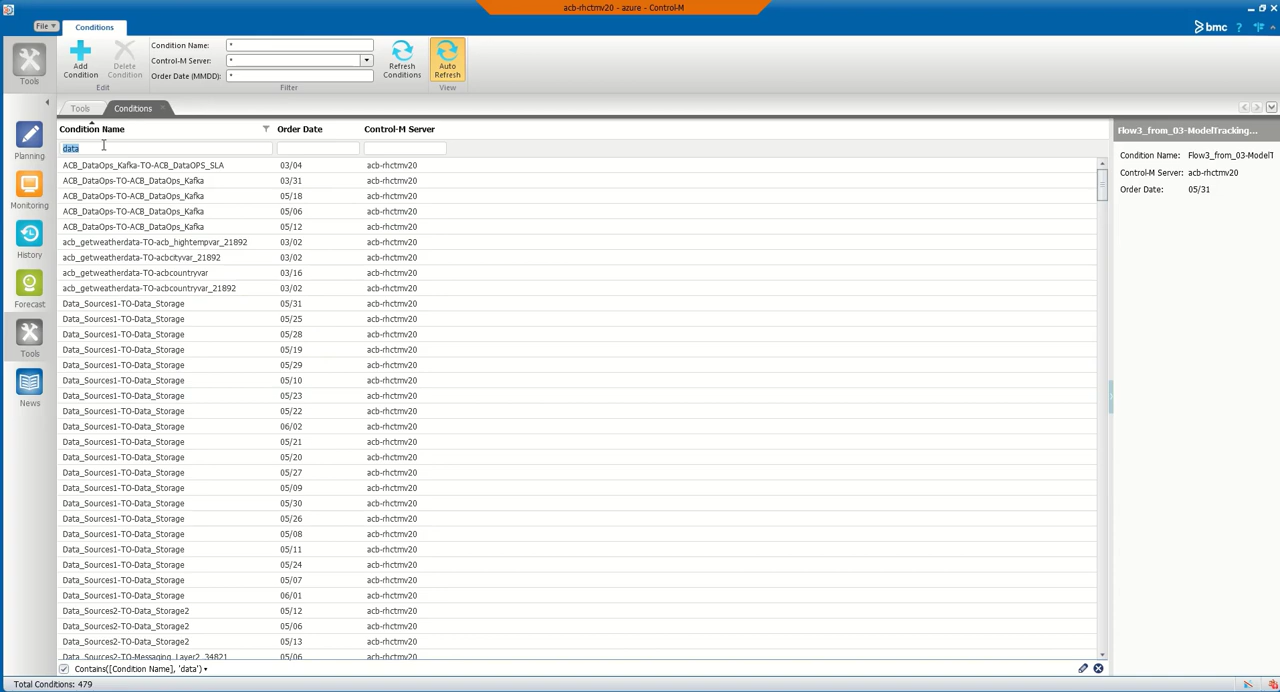 acb-rhctmv20 - azure - Control-M
File
Conditions
bmc
Tools
Add Condition
Delete Condition
Edit
Condition Name: *
Control-M Server: *
Order Date (MMDD): *
Filter
Refresh Conditions
Auto Refresh
View
Tools
Conditions
Condition Name Order Date Control-M Server
data
ACB_DataOps_Kafka-TO-ACB_DataOPS_SLA 03/04 acb-rhctmv20
ACB_DataOps-TO-ACB_DataOps_Kafka 03/31 acb-rhctmv20
ACB_DataOps-TO-ACB_DataOps_Kafka 05/18 acb-rhctmv20
ACB_DataOps-TO-ACB_DataOps_Kafka 05/06 acb-rhctmv20
ACB_DataOps-TO-ACB_DataOps_Kafka 05/12 acb-rhctmv20
acb_getweatherdata-TO-acb_hightempvar_21892 03/02 acb-rhctmv20
acb_getweatherdata-TO-acbcityvar_21892 03/02 acb-rhctmv20
acb_getweatherdata-TO-acbcountryvar 03/16 acb-rhctmv20
acb_getweatherdata-TO-acbcountryvar_21892 03/02 acb-rhctmv20
Data_Sources1-TO-Data_Storage 05/31 acb-rhctmv20
Data_Sources1-TO-Data_Storage 05/25 acb-rhctmv20
Data_Sources1-TO-Data_Storage 05/28 acb-rhctmv20
Data_Sources1-TO-Data_Storage 05/19 acb-rhctmv20
Data_Sources1-TO-Data_Storage 05/29 acb-rhctmv20
Data_Sources1-TO-Data_Storage 05/10 acb-rhctmv20
Data_Sources1-TO-Data_Storage 05/23 acb-rhctmv20
Data_Sources1-TO-Data_Storage 05/22 acb-rhctmv20
Data_Sources1-TO-Data_Storage 06/02 acb-rhctmv20
Data_Sources1-TO-Data_Storage 05/21 acb-rhctmv20
Data_Sources1-TO-Data_Storage 05/20 acb-rhctmv20
Data_Sources1-TO-Data_Storage 05/27 acb-rhctmv20
Data_Sources1-TO-Data_Storage 05/09 acb-rhctmv20
Data_Sources1-TO-Data_Storage 05/30 acb-rhctmv20
Data_Sources1-TO-Data_Storage 05/26 acb-rhctmv20
Data_Sources1-TO-Data_Storage 05/08 acb-rhctmv20
Data_Sources1-TO-Data_Storage 05/11 acb-rhctmv20
Data_Sources1-TO-Data_Storage 05/24 acb-rhctmv20
Data_Sources1-TO-Data_Storage 05/07 acb-rhctmv20
Data_Sources1-TO-Data_Storage 06/01 acb-rhctmv20
Data_Sources2-TO-Data_Storage2 05/12 acb-rhctmv20
Data_Sources2-TO-Data_Storage2 05/06 acb-rhctmv20
Data_Sources2-TO-Data_Storage2 05/13 acb-rhctmv20
Data_Sources2-TO-Messaging_Layer2_34821 05/06 acb-rhctmv20
Contains([Condition Name], 'data')
Total Conditions: 479
Planning
Monitoring
History
Forecast
Tools
News
Flow3_from_03-ModelTracking...
Condition Name: Flow3_from_03-ModelT
Control-M Server: acb-rhctmv20
Order Date: 05/31